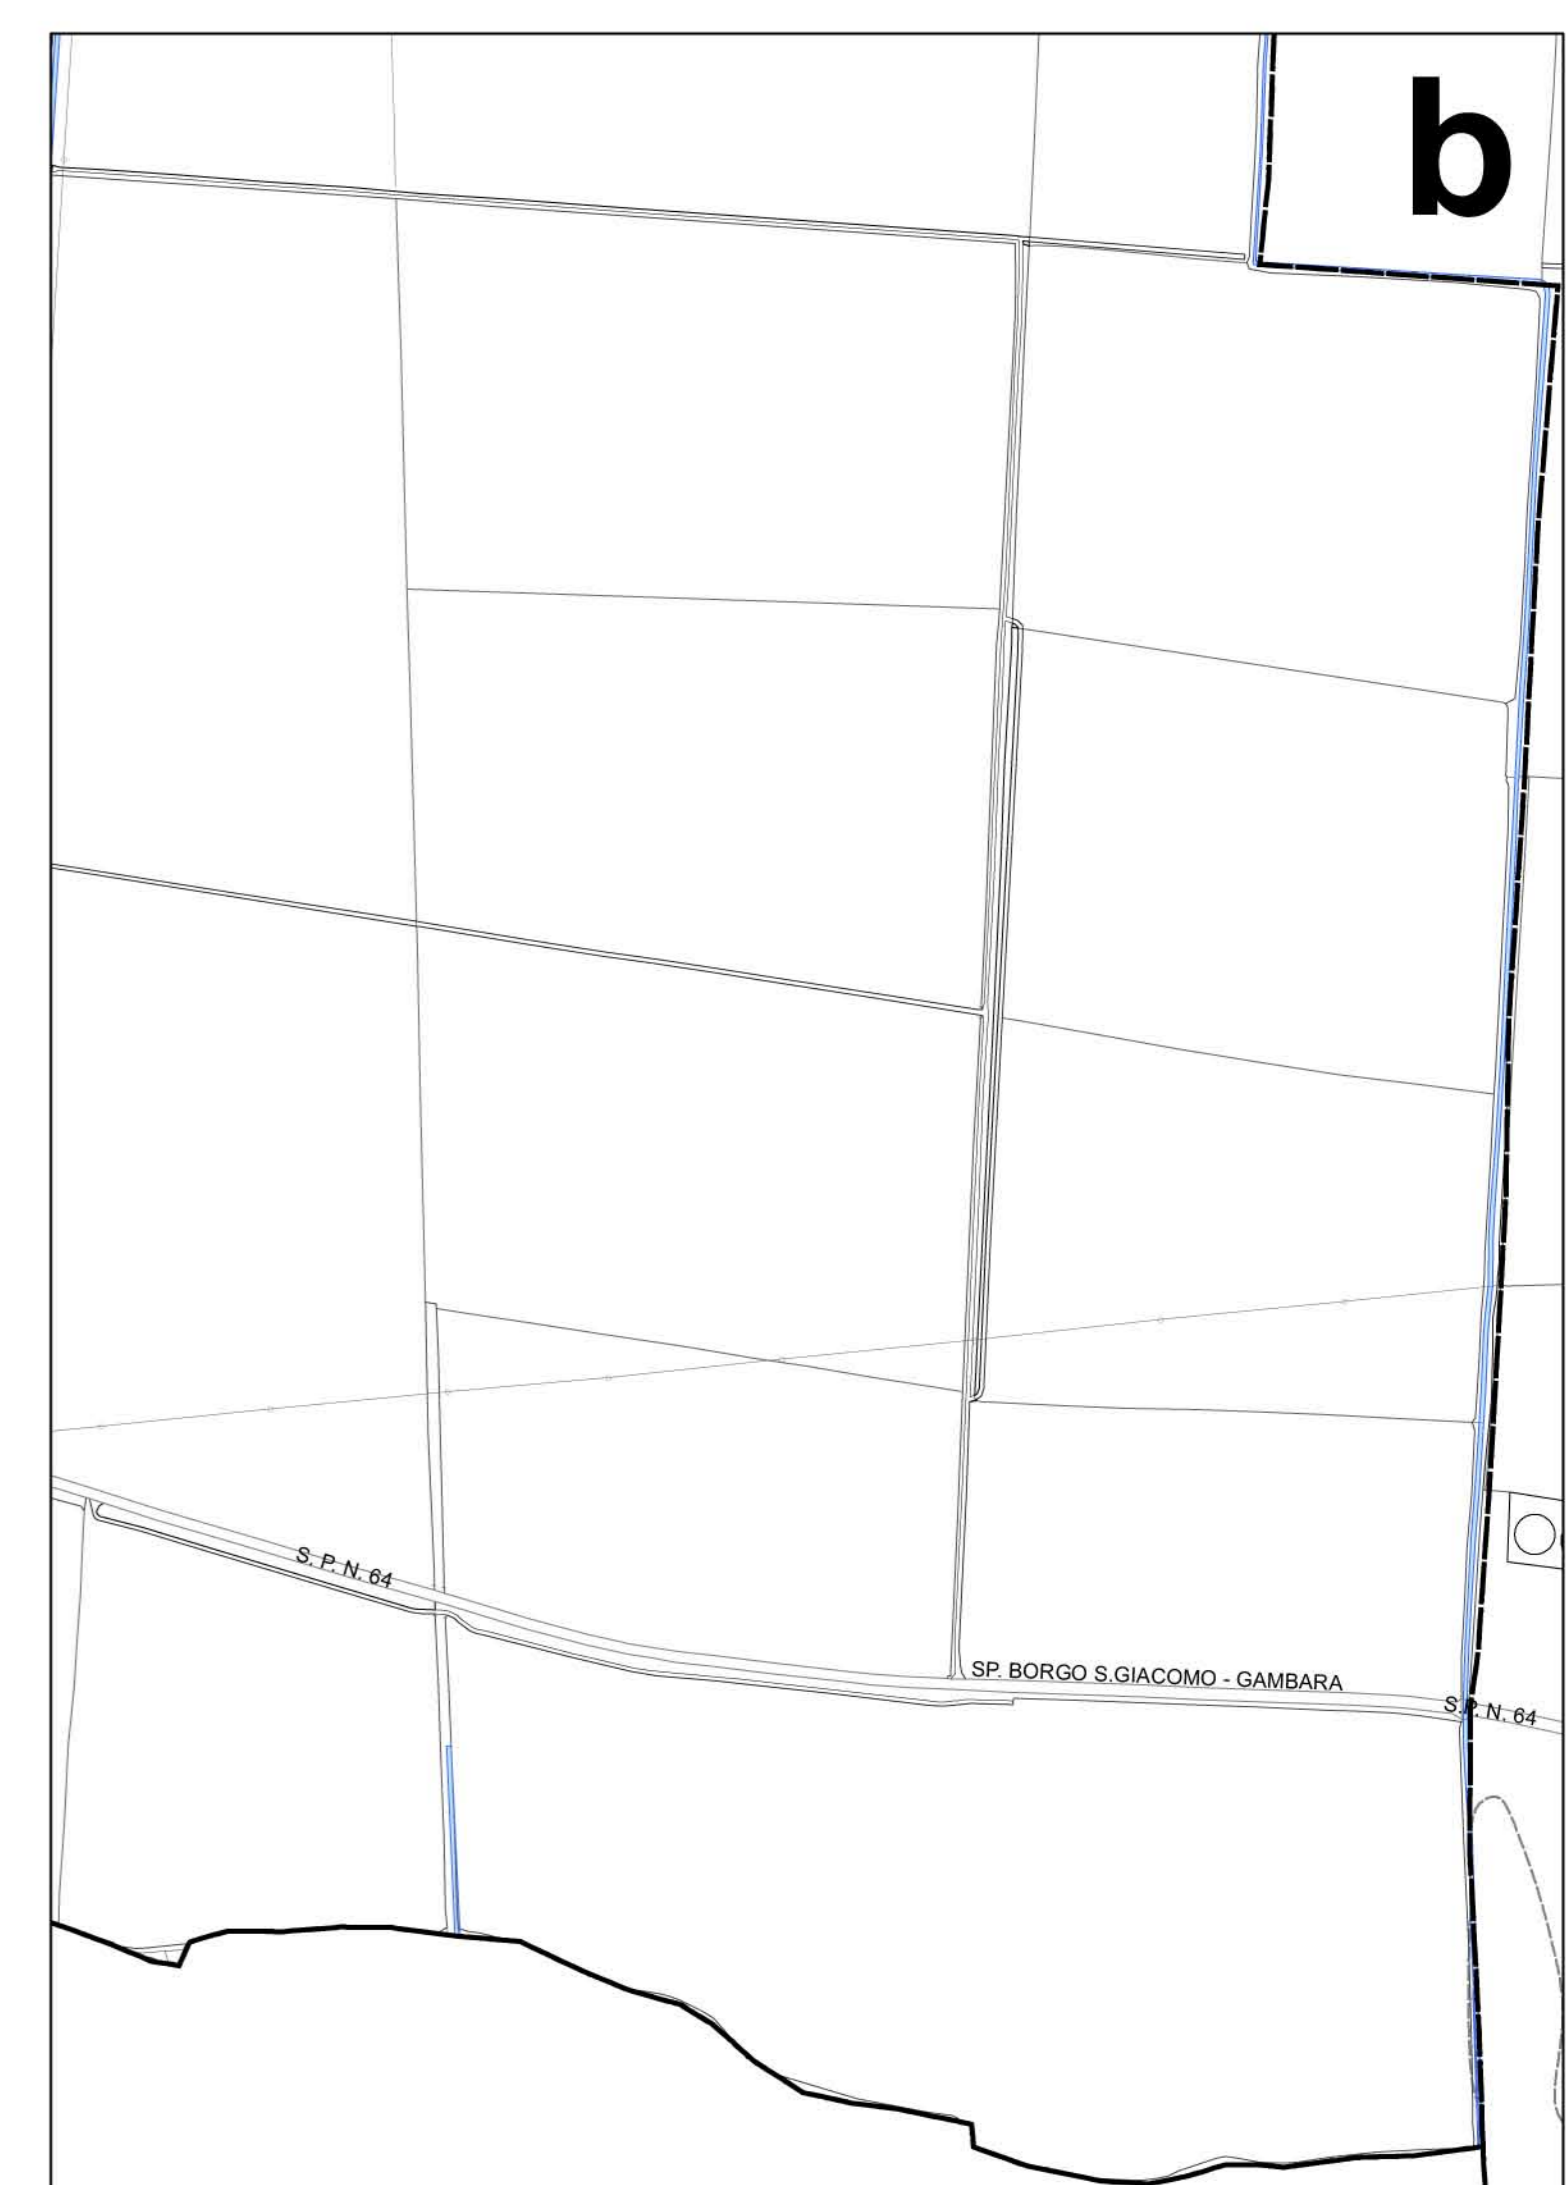 b
S. P. N. 64
SP. BORGO S.GIACOMO - GAMBARA
S.P. N. 64